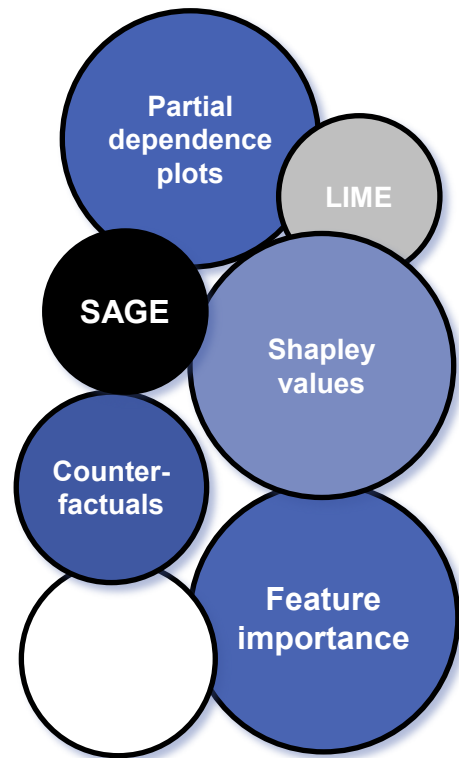 Partial
dependence
plots
LIME
SAGE
Shapley
values
Counter-
factuals
Feature
importance